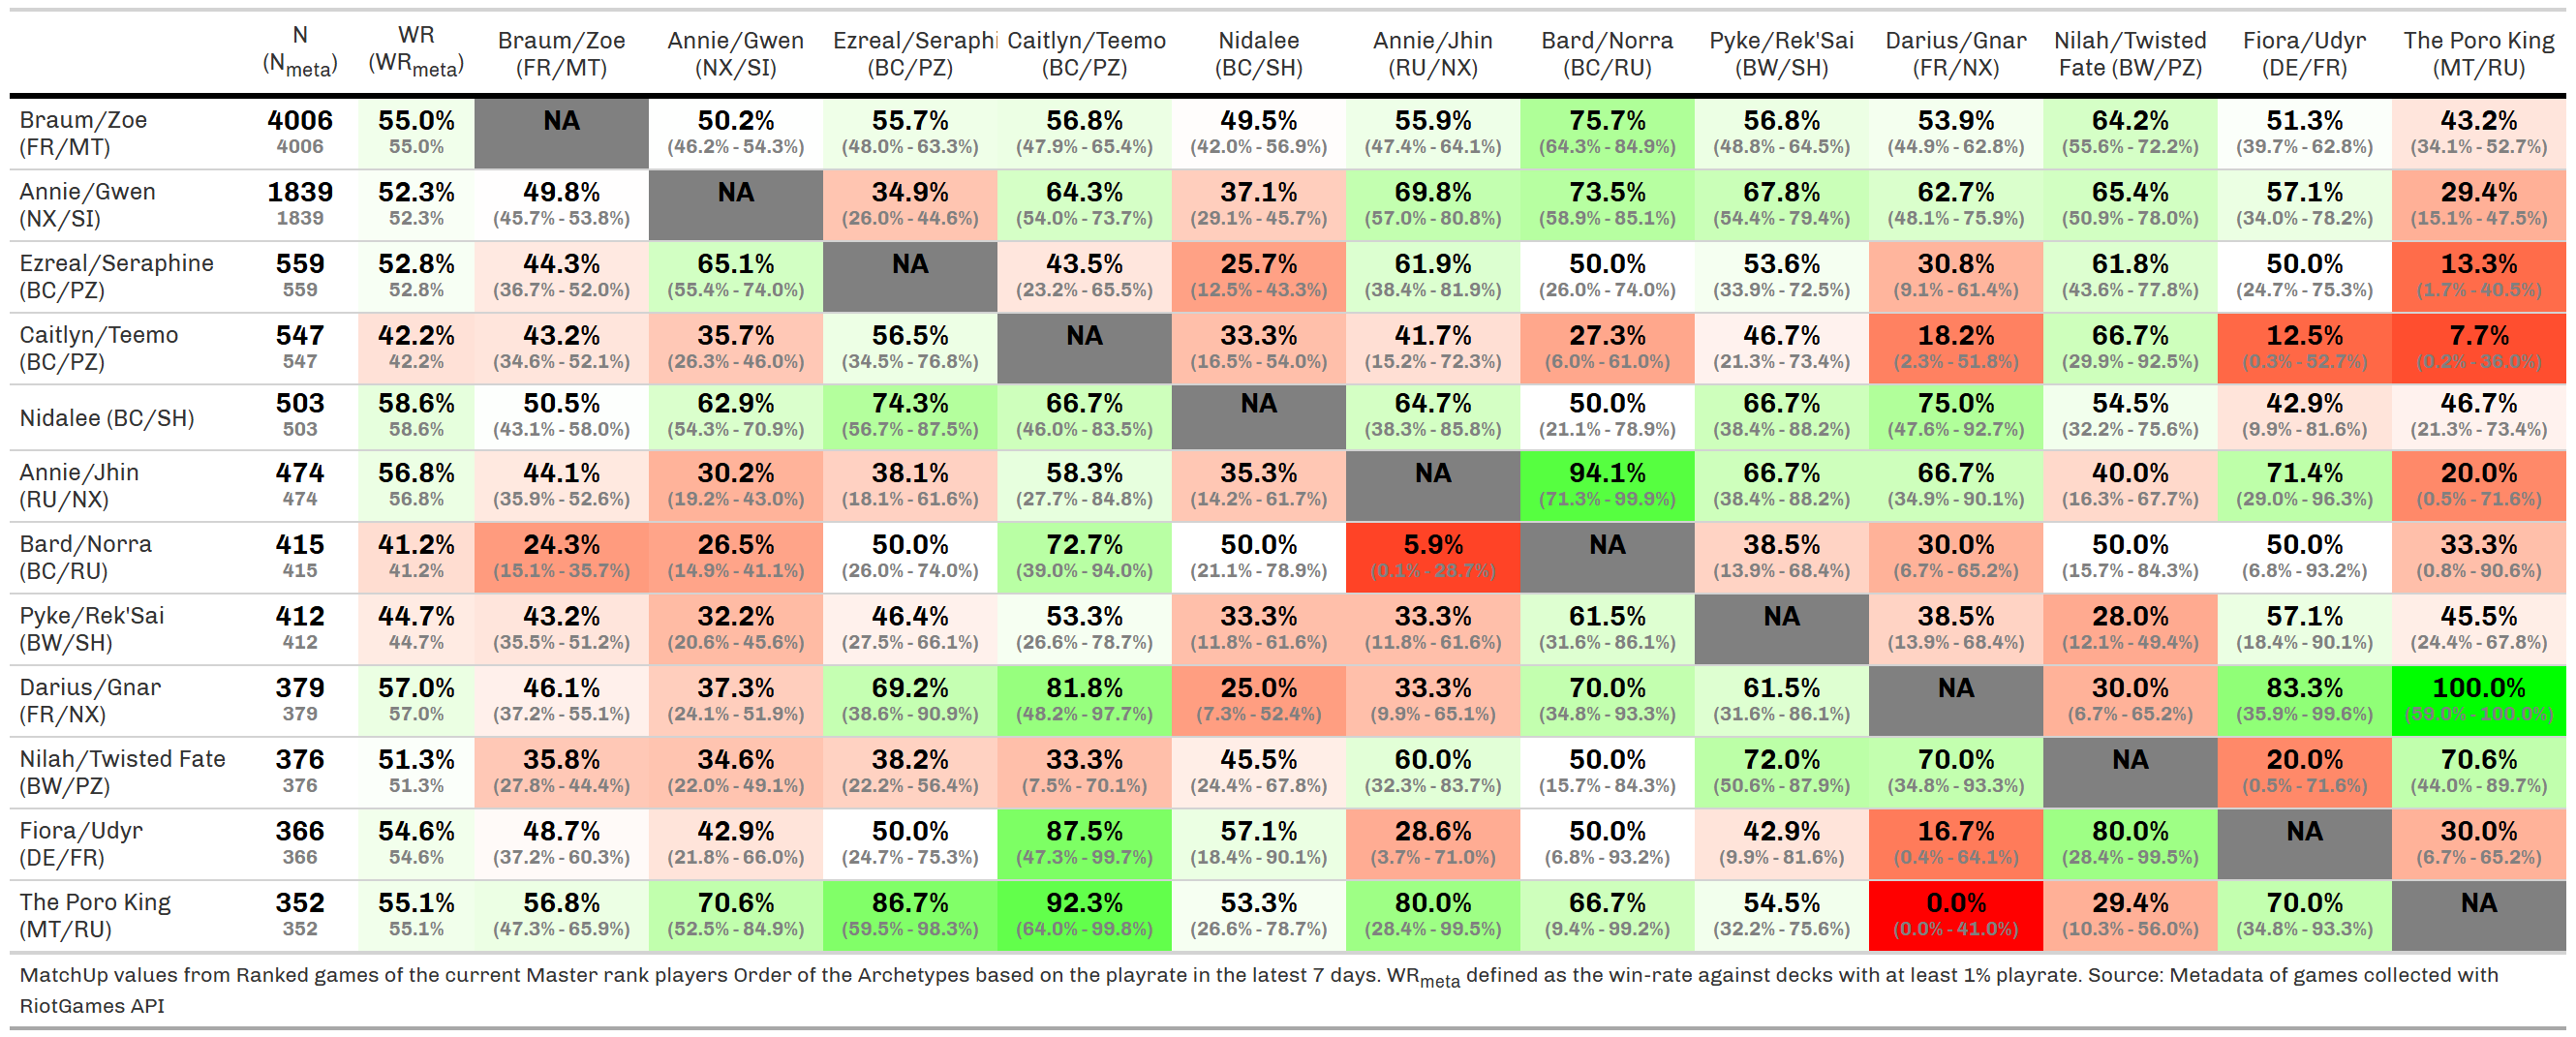 N WR Braum/Zoe Annie/Gwen Ezreal/Seraphi Caitlyn/Teemo Nidalee Annie/Jhin Bard/Norra Pyke/Rek'Sai Darius/Gnar Nilah/Twisted Fiora/Udyr The Poro King
(Nmeta) (WRmeta) (FR/MT) (NX/SI) (BC/PZ) (BC/PZ) (BC/SH) (RU/NX) (BC/RU) (BW/SH) (FR/NX) Fate (BW/PZ) (DE/FR) (MT/RU)
Braum/Zoe 4006 55.0% NA 50.2% 55.7% 56.8% 49.5% 55.9% 75.7% 56.8% 53.9% 64.2% 51.3% 43.2%
(FR/MT) 4006 55.0% (46.2% - 54.3%) (48.0% - 63.3%) (47.9% - 65.4%) (42.0% - 56.9%) (47.4% - 64.1%) (64.3% - 84.9%) (48.8% - 64.5%) (44.9% - 62.8%) (55.6% - 72.2%) (39.7% - 62.8%) (34.1% - 52.7%)
Annie/Gwen 1839 52.3% 49.8% NA 34.9% 64.3% 37.1% 69.8% 73.5% 67.8% 62.7% 65.4% 57.1% 29.4%
(NX/SI) 1839 52.3% (45.7% - 53.8%) (26.0% - 44.6%) (54.0% - 73.7%) (29.1% - 45.7%) (57.0% - 80.8%) (58.9% - 85.1%) (54.4% - 79.4%) (48.1% - 75.9%) (50.9% - 78.0%) (34.0% - 78.2%) (15.1% - 47.5%)
Ezreal/Seraphine 559 52.8% 44.3% 65.1% NA 43.5% 25.7% 61.9% 50.0% 53.6% 30.8% 61.8% 50.0% 13.3%
(BC/PZ) 559 52.8% (36.7% - 52.0%) (55.4% - 74.0%) (23.2% - 65.5%) (12.5% - 43.3%) (38.4% - 81.9%) (26.0% - 74.0%) (33.9% - 72.5%) (9.1% - 61.4%) (43.6% - 77.8%) (24.7% - 75.3%) (1.7% - 40.5%)
Caitlyn/Teemo 547 42.2% 43.2% 35.7% 56.5% NA 33.3% 41.7% 27.3% 46.7% 18.2% 66.7% 12.5% 7.7%
(BC/PZ) 547 42.2% (34.6% - 52.1%) (26.3% - 46.0%) (34.5% - 76.8%) (16.5% - 54.0%) (15.2% - 72.3%) (6.0% - 61.0%) (21.3% - 73.4%) (2.3% - 51.8%) (29.9% - 92.5%) (0.3% - 52.7%) (0.2% - 36.0%)
Nidalee (BC/SH) 503 58.6% 50.5% 62.9% 74.3% 66.7% NA 64.7% 50.0% 66.7% 75.0% 54.5% 42.9% 46.7%
503 58.6% (43.1% - 58.0%) (54.3% - 70.9%) (56.7% - 87.5%) (46.0% - 83.5%) (38.3% - 85.8%) (21.1% - 78.9%) (38.4% - 88.2%) (47.6% - 92.7%) (32.2% - 75.6%) (9.9% - 81.6%) (21.3% - 73.4%)
Annie/Jhin 474 56.8% 44.1% 30.2% 38.1% 58.3% 35.3% NA 94.1% 66.7% 66.7% 40.0% 71.4% 20.0%
(RU/NX) 474 56.8% (35.9% - 52.6%) (19.2% - 43.0%) (18.1% - 61.6%) (27.7% - 84.8%) (14.2% - 61.7%) (71.3% - 99.9%) (38.4% - 88.2%) (34.9% - 90.1%) (16.3% - 67.7%) (29.0% - 96.3%) (0.5% - 71.6%)
Bard/Norra 415 41.2% 24.3% 26.5% 50.0% 72.7% 50.0% 5.9% NA 38.5% 30.0% 50.0% 50.0% 33.3%
(BC/RU) 415 41.2% (15.1% - 35.7%) (14.9% - 41.1%) (26.0% - 74.0%) (39.0% - 94.0%) (21.1% - 78.9%) (0.1% - 28.7%) (13.9% - 68.4%) (6.7% - 65.2%) (15.7% - 84.3%) (6.8% - 93.2%) (0.8% - 90.6%)
Pyke/Rek'Sai 412 44.7% 43.2% 32.2% 46.4% 53.3% 33.3% 33.3% 61.5% NA 38.5% 28.0% 57.1% 45.5%
(BW/SH) 412 44.7% (35.5% - 51.2%) (20.6% - 45.6%) (27.5% - 66.1%) (26.6% - 78.7%) (11.8% - 61.6%) (11.8% - 61.6%) (31.6% - 86.1%) (13.9% - 68.4%) (12.1% - 49.4%) (18.4% - 90.1%) (24.4% - 67.8%)
Darius/Gnar 379 57.0% 46.1% 37.3% 69.2% 81.8% 25.0% 33.3% 70.0% 61.5% NA 30.0% 83.3% 100.0%
(FR/NX) 379 57.0% (37.2% - 55.1%) (24.1% - 51.9%) (38.6% - 90.9%) (48.2% - 97.7%) (7.3% - 52.4%) (9.9% - 65.1%) (34.8% - 93.3%) (31.6% - 86.1%) (6.7% - 65.2%) (35.9% - 99.6%) (59.0% - 100.0%)
Nilah/Twisted Fate 376 51.3% 35.8% 34.6% 38.2% 33.3% 45.5% 60.0% 50.0% 72.0% 70.0% NA 20.0% 70.6%
(BW/PZ) 376 51.3% (27.8% - 44.4%) (22.0% - 49.1%) (22.2% - 56.4%) (7.5% - 70.1%) (24.4% - 67.8%) (32.3% - 83.7%) (15.7% - 84.3%) (50.6% - 87.9%) (34.8% - 93.3%) (0.5% - 71.6%) (44.0% - 89.7%)
Fiora/Udyr 366 54.6% 48.7% 42.9% 50.0% 87.5% 57.1% 28.6% 50.0% 42.9% 16.7% 80.0% NA 30.0%
(DE/FR) 366 54.6% (37.2% - 60.3%) (21.8% - 66.0%) (24.7% - 75.3%) (47.3% - 99.7%) (18.4% - 90.1%) (3.7% - 71.0%) (6.8% - 93.2%) (9.9% - 81.6%) (0.4% - 64.1%) (28.4% - 99.5%) (6.7% - 65.2%)
The Poro King 352 55.1% 56.8% 70.6% 86.7% 92.3% 53.3% 80.0% 66.7% 54.5% 0.0% 29.4% 70.0% NA
(MT/RU) 352 55.1% (47.3% - 65.9%) (52.5% - 84.9%) (59.5% - 98.3%) (64.0% - 99.8%) (26.6% - 78.7%) (28.4% - 99.5%) (9.4% - 99.2%) (32.2% - 75.6%) (0.0% - 41.0%) (10.3% - 56.0%) (34.8% - 93.3%)
MatchUp values from Ranked games of the current Master rank players Order of the Archetypes based on the playrate in the latest 7 days. WRmeta defined as the win-rate against decks with at least 1% playrate. Source: Metadata of games collected with
RiotGames API